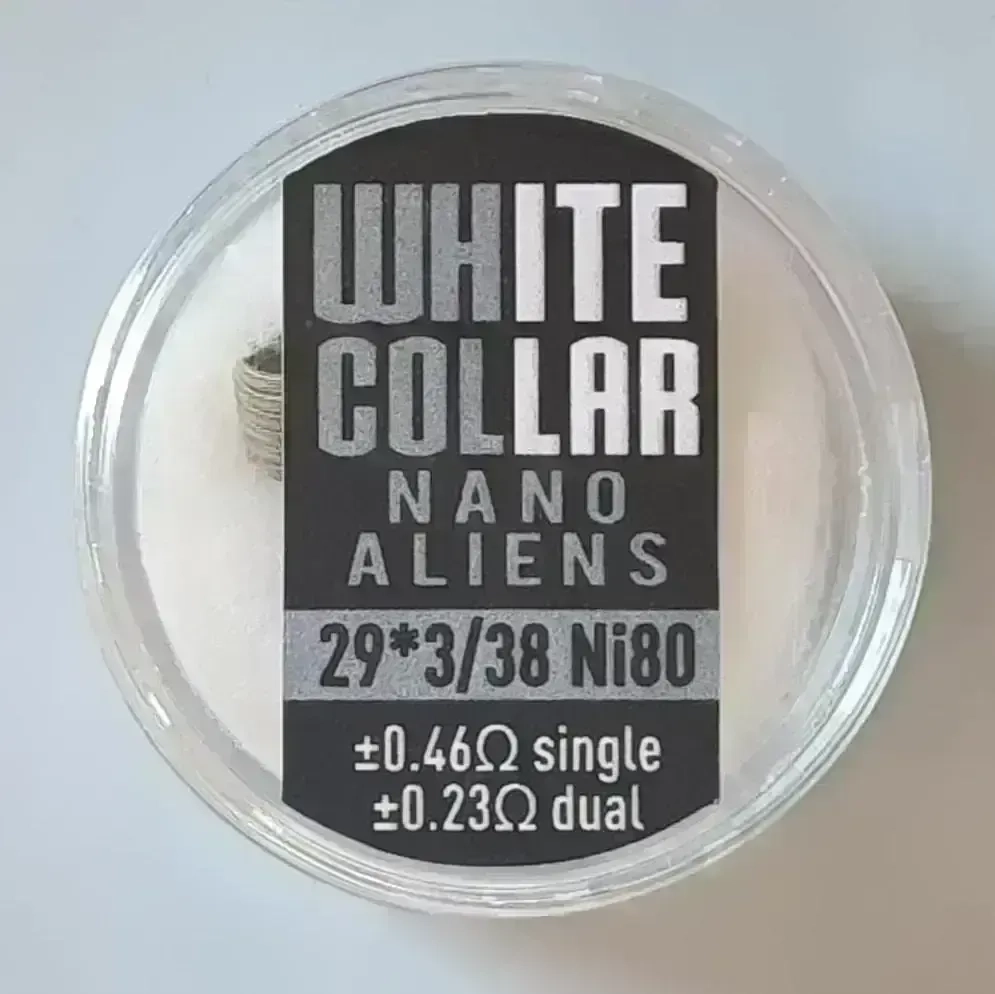 WHITE
COLLAR
NANO
ALIENS
29*3/38 Ni80
±0.46Ω single
±0.23Ω dual